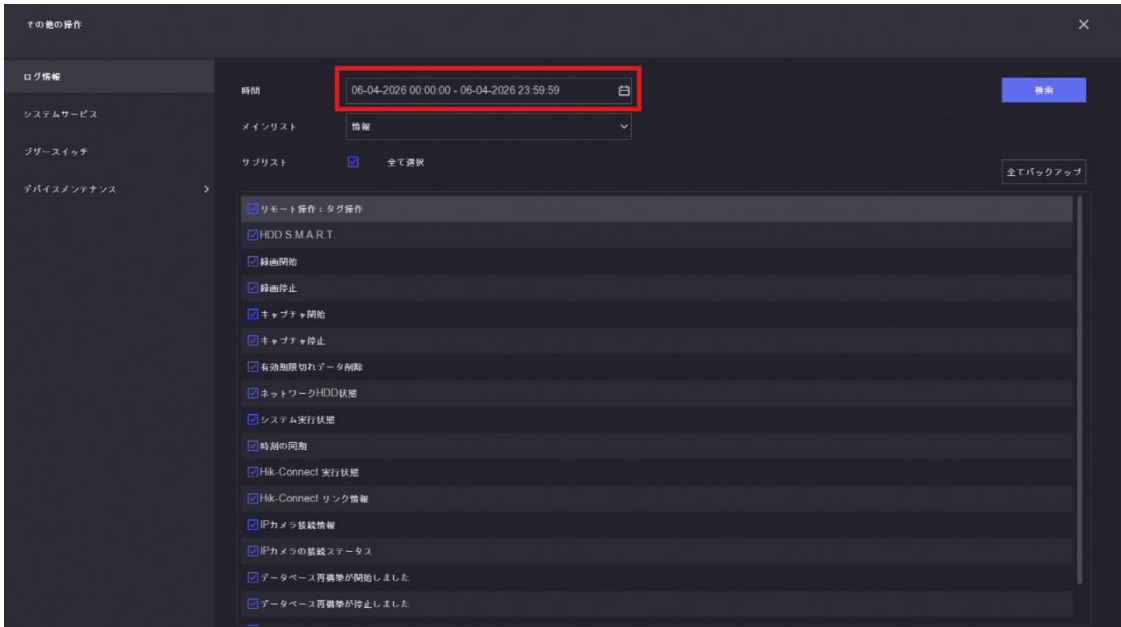 その他の操作
ログ情報
システムサービス
ブザースイッチ
デバイスメンテナンス
時間
06-04-2026 00:00:00 - 06-04-2026 23:59:59
検索
メインリスト
情報
サブリスト
全て選択
全てバックアップ
リモート操作：タグ操作
HDD S.M.A.R.T.
録画開始
録画停止
キャプチャ開始
キャプチャ停止
有効期限切れデータ削除
ネットワークHDD状態
システム実行状態
時刻の同期
Hik-Connect 実行状態
Hik-Connect リンク情報
IPカメラ接続情報
IPカメラの接続ステータス
データベース再構築が開始しました
データベース再構築が停止しました